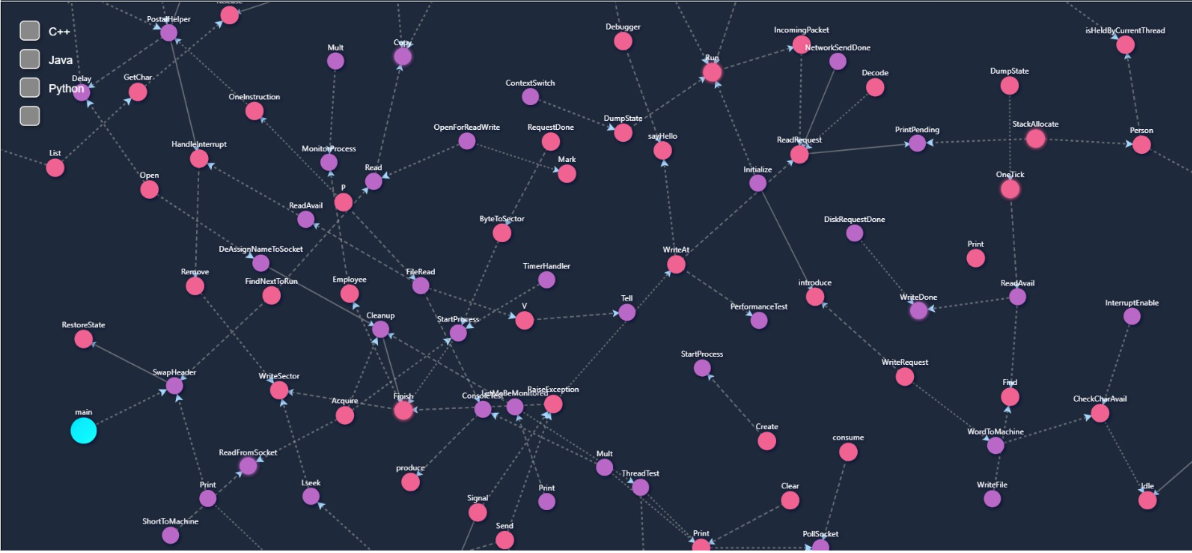 C++
Java
Python
PostalHelper
Delay
GetChar
Mult
Copy
Debugger
Run
IncomingPacket
NetworkSendDone
isHeldByCurrentThread
OneInstruction
ContextSwitch
Decode
DumpState
DumpState
OpenForReadWrite
RequestDone
sayHello
PrintPending
StackAllocate
Person
List
HandleInterrupt
MonitorProcess
Read
Mark
ReadRequest
Open
P
Initialize
OneTick
ReadAvail
ByteToSector
DiskRequestDone
DeAssignNameToSocket
WriteAt
Print
Remove
FindNextToRun
Employee
FileRead
TimerHandler
introduce
WriteDone
ReadAvail
InterruptEnable
Cleanup
StartProcess
V
Tell
PerformanceTest
RestoreState
StartProcess
SwapHeader
WriteSector
WriteRequest
main
Acquire
Finish
ConsoleTest
RaiseException
Find
CheckCharAvail
Create
consume
WordToMachine
ReadFromSocket
produce
Mult
ThreadTest
Print
Lseek
Signal
Print
Clear
WriteFile
Idle
ShortToMachine
Send
Print
PollSocket